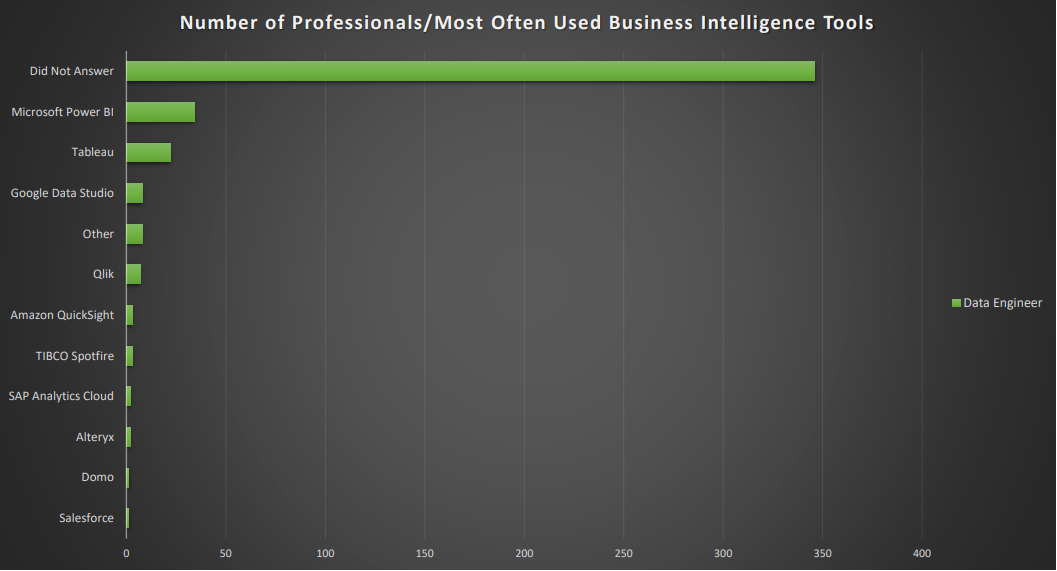 Number of Professionals/Most Often Used Business Intelligence Tools
Did Not Answer
Microsoft Power BI
Tableau
Google Data Studio
Other
Qlik
Amazon QuickSight
Data Engineer
TIBCO Spotfire
SAP Analytics Cloud
Alteryx
Domo
Salesforce
0 50 100 150 200 250 300 350 400